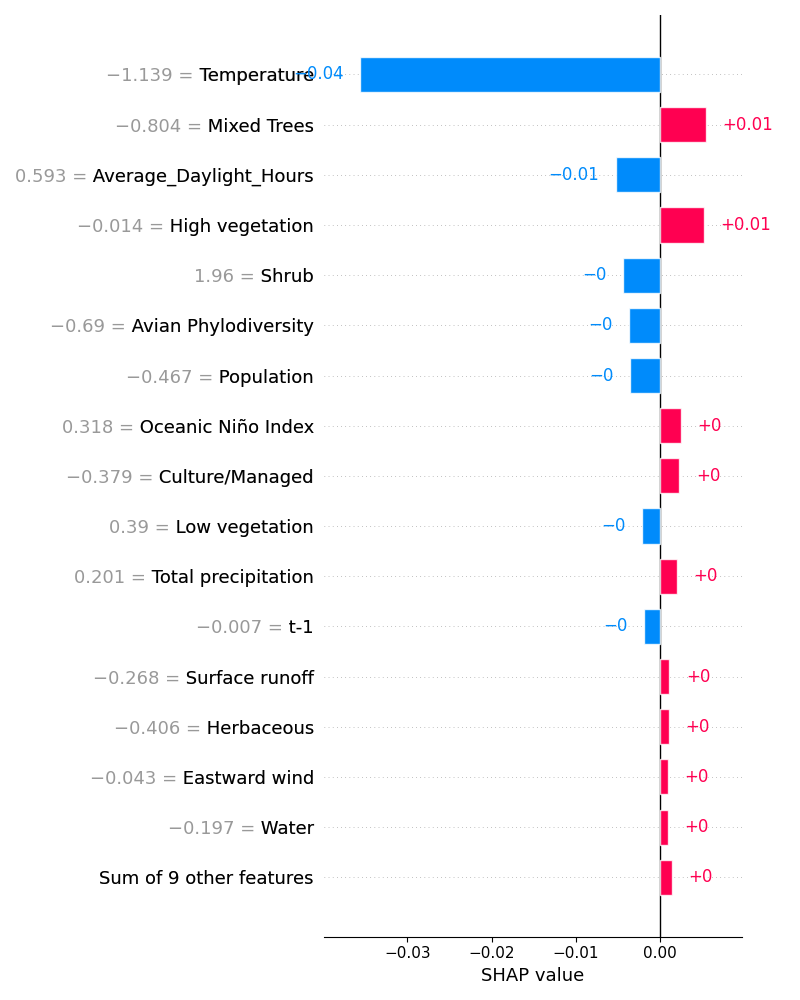 −1.139 = Temperature −0.04
−0.804 = Mixed Trees +0.01
0.593 = Average_Daylight_Hours −0.01
−0.014 = High vegetation +0.01
1.96 = Shrub −0
−0.69 = Avian Phylodiversity −0
−0.467 = Population −0
0.318 = Oceanic Niño Index +0
−0.379 = Culture/Managed +0
0.39 = Low vegetation −0
0.201 = Total precipitation +0
−0.007 = t-1 −0
−0.268 = Surface runoff +0
−0.406 = Herbaceous +0
−0.043 = Eastward wind +0
−0.197 = Water +0
Sum of 9 other features +0
−0.03 −0.02 −0.01 0.00
SHAP value